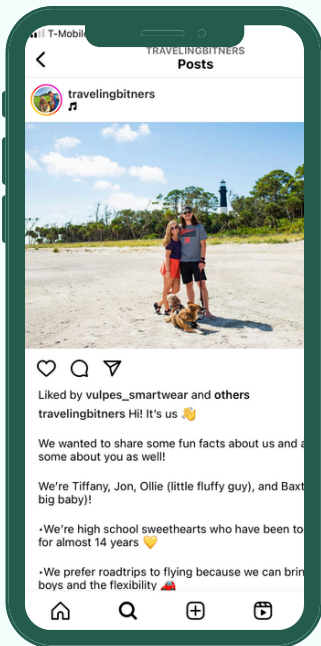 T-Mobile
TRAVELINGBITNERS
Posts
travelingbitners
Liked by vulpes_smartwear and others
travelingbitners Hi! It's us 👋
We wanted to share some fun facts about us and
some about you as well!
We're Tiffany, Jon, Ollie (little fluffy guy), and Baxt
big baby)!
•We're high school sweethearts who have been to
for almost 14 years 💛
•We prefer roadtrips to flying because we can brin
boys and the flexibility 🚗